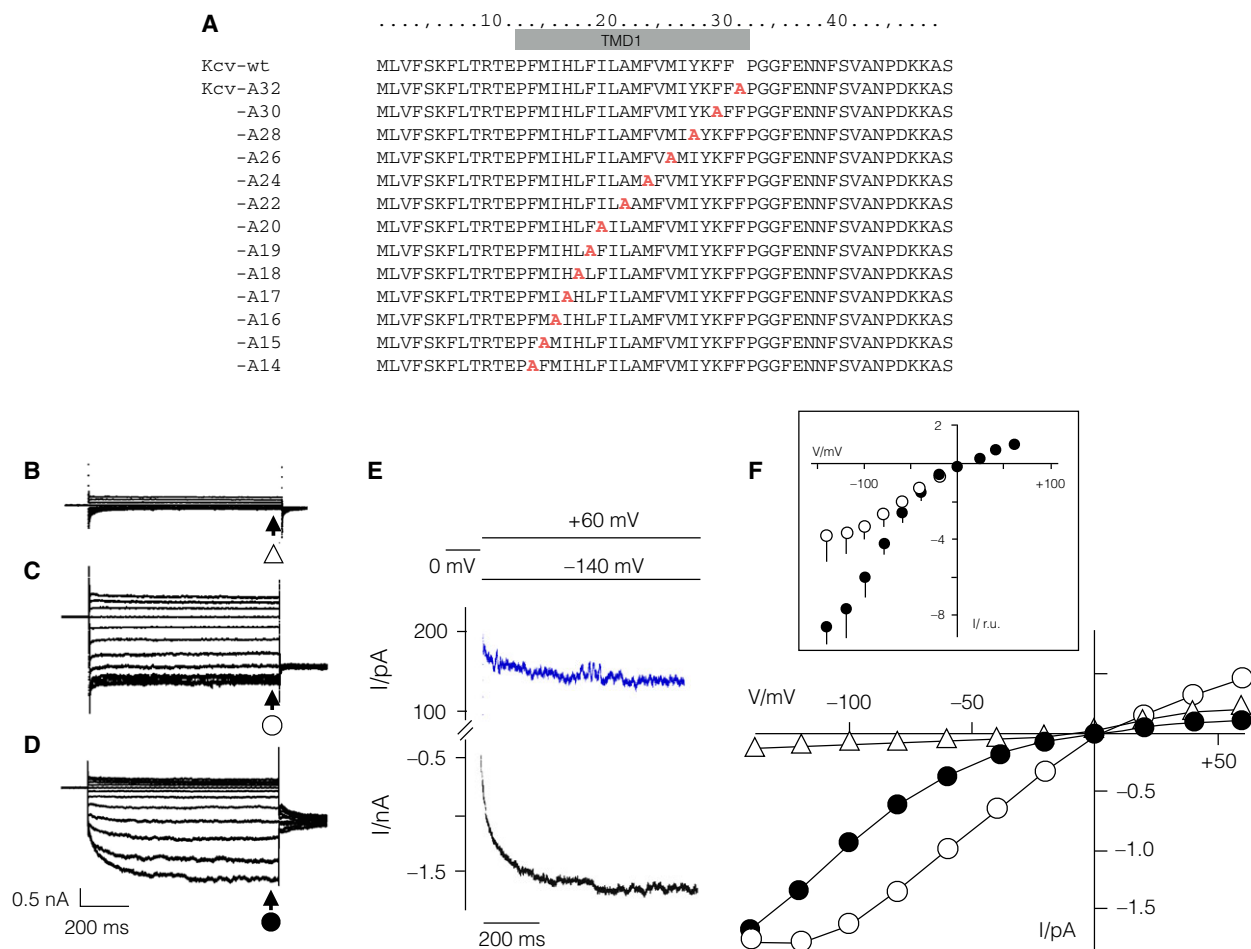 A
....,....10...,....20...,....30...,....40...,...
TMD1
Kcv-wt MLVFSKFLTRTEPFMIHLFILAMFVMIYKFF PGGFENNFSVANPDKKAS
Kcv-A32 MLVFSKFLTRTEPFMIHLFILAMFVMIYKFFAPGGFENNFSVANPDKKAS
-A30 MLVFSKFLTRTEPFMIHLFILAMFVMIYKAFFPGGFENNFSVANPDKKAS
-A28 MLVFSKFLTRTEPFMIHLFILAMFVMIAYKFFPGGFENNFSVANPDKKAS
-A26 MLVFSKFLTRTEPFMIHLFILAMFVAMIYKFFPGGFENNFSVANPDKKAS
-A24 MLVFSKFLTRTEPFMIHLFILAMAFVMIYKFFPGGFENNFSVANPDKKAS
-A22 MLVFSKFLTRTEPFMIHLFILAAMFVMIYKFFPGGFENNFSVANPDKKAS
-A20 MLVFSKFLTRTEPFMIHLFAILAMFVMIYKFFPGGFENNFSVANPDKKAS
-A19 MLVFSKFLTRTEPFMIHLAFILAMFVMIYKFFPGGFENNFSVANPDKKAS
-A18 MLVFSKFLTRTEPFMIHALFILAMFVMIYKFFPGGFENNFSVANPDKKAS
-A17 MLVFSKFLTRTEPFMIAHLFILAMFVMIYKFFPGGFENNFSVANPDKKAS
-A16 MLVFSKFLTRTEPFMAIHLFILAMFVMIYKFFPGGFENNFSVANPDKKAS
-A15 MLVFSKFLTRTEPFAMIHLFILAMFVMIYKFFPGGFENNFSVANPDKKAS
-A14 MLVFSKFLTRTEPAFMIHLFILAMFVMIYKFFPGGFENNFSVANPDKKAS
B
C
D
0.5 nA
200 ms
E
+60 mV
0 mV
−140 mV
200
I/pA
100
−0.5
I/nA
−1.5
200 ms
F
2
V/mV
−100
+100
−4
−8
I/ r.u.
V/mV
−100
−50
+50
−0.5
−1.0
−1.5
I/pA